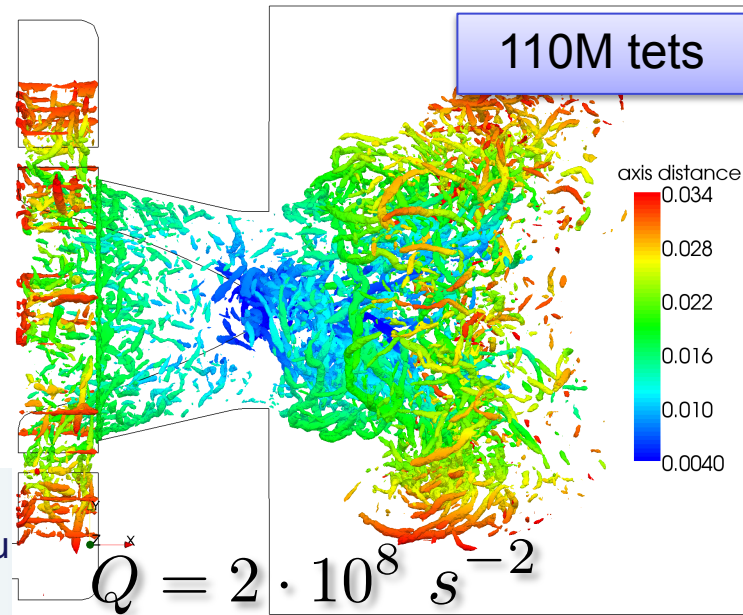 110M tets
axis distance
0.034
0.028
0.022
0.016
0.010
0.0040
Y
Z
X
Q = 2 · 10⁸ s⁻²